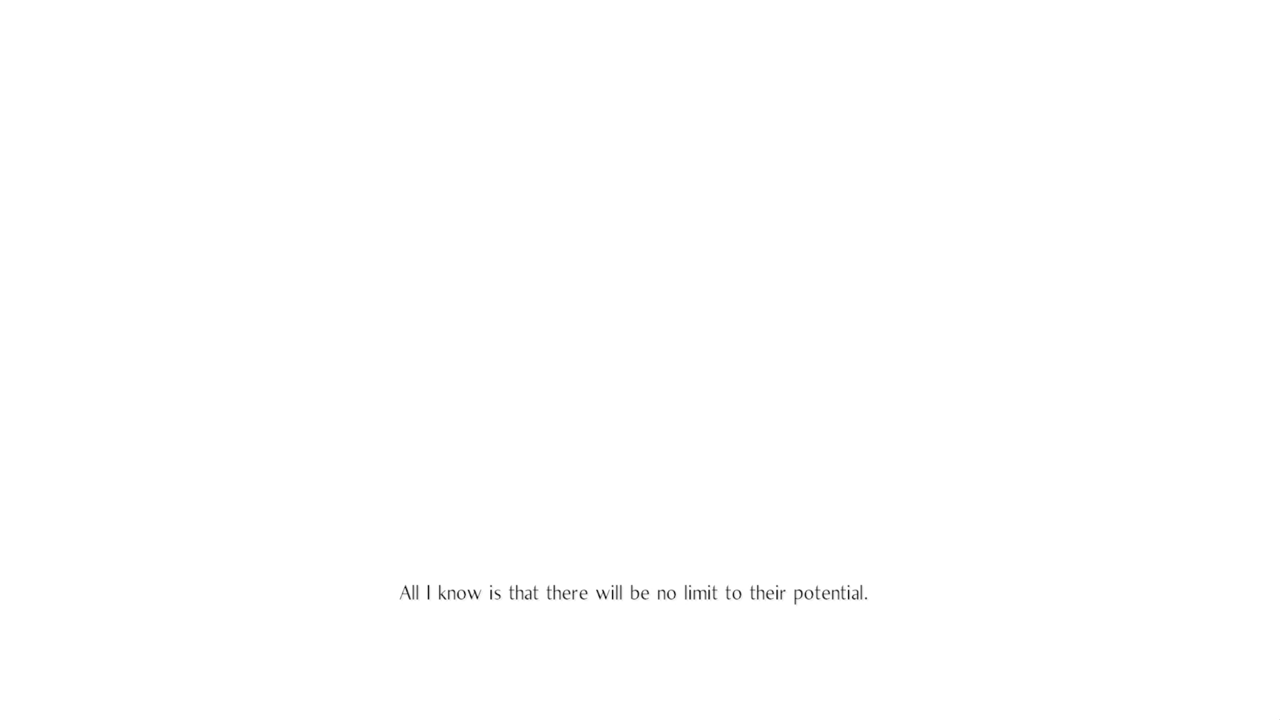 All I know is that there will be no limit to their potential.